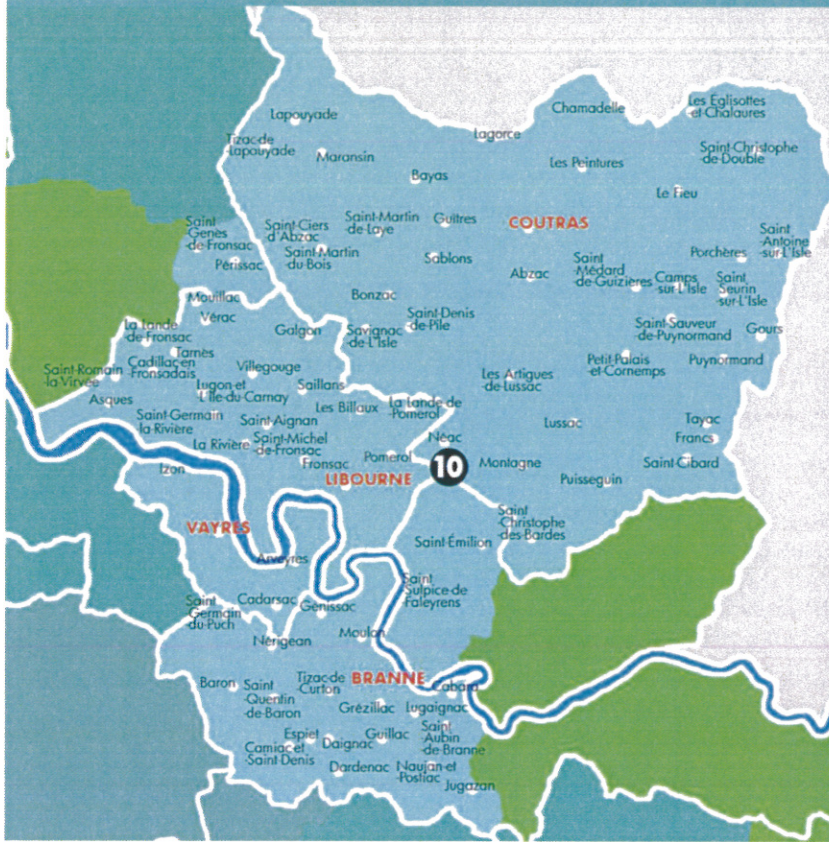 Lapouyade
Chamadelle
Les Églisottes
et Chalaures
Tizac-de
-Lapouyade
Lagorce
Maransin
Saint-Christophe
-de-Double
Les Peintures
Bayas
Le Fieu
Saint
-Genès
-de-Fronsac
Saint-Ciers
d'Abzac
Saint-Martin
-de-Laye
Guîtres
COUTRAS
Saint
-Antoine
-sur-L'Isle
Périssac
Saint-Martin
du-Bois
Sablons
Abzac
Saint
-Médard
-de-Guizières
Porchères
Camps
-sur-L'Isle
Saint
-Seurin
-sur-L'Isle
Mouillac
Bonzac
Vérac
Saint-Denis
-de-Pile
La Lande
-de-Fronsac
Galgon
Savignac
-de-L'Isle
Saint-Sauveur
-de-Puynormand
Gours
Tarnès
Cadillac-en
-Fronsadais
Saint-Romain
-la-Virvée
Villegouge
Petit-Palais
et-Cornemps
Puynormand
Lugon-et
L'île-du-Carnay
Saillans
Les Artigues
-de-Lussac
Asques
Les Billaux
La Lande-de
-Pomerol
Saint-Germain
-la-Rivière
Saint-Aignan
Lussac
Tayac
La Rivière
Saint-Michel
-de-Fronsac
Néac
Francs
Izon
Fronsac
Pomerol
10
Montagne
Saint-Cibard
LIBOURNE
Puisseguin
VAYRES
Saint
-Christophe
-des-Bardes
Saint-Émilion
Arveyres
Saint
-Sulpice-de
-Faleyrens
Saint
-Germain
-du-Puch
Cadarsac
Génissac
Nérigean
Moulon
Baron
Saint
-Quentin
-de-Baron
Tizac-de
-Curton
BRANNE
Cabara
Grézillac
Lugaignac
Espiet
Guillac
Saint
-Aubin
-de-Branne
Camiac-et
-Saint-Denis
Daignac
Dardenac
Naujan-et
-Postiac
Jugazan